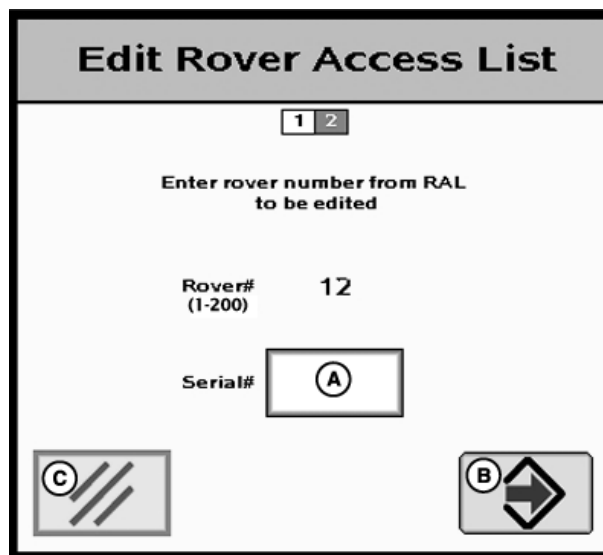 Edit Rover Access List
1 2
Enter rover number from RAL
to be edited
Rover# 12
(1-200)
Serial# A
C B